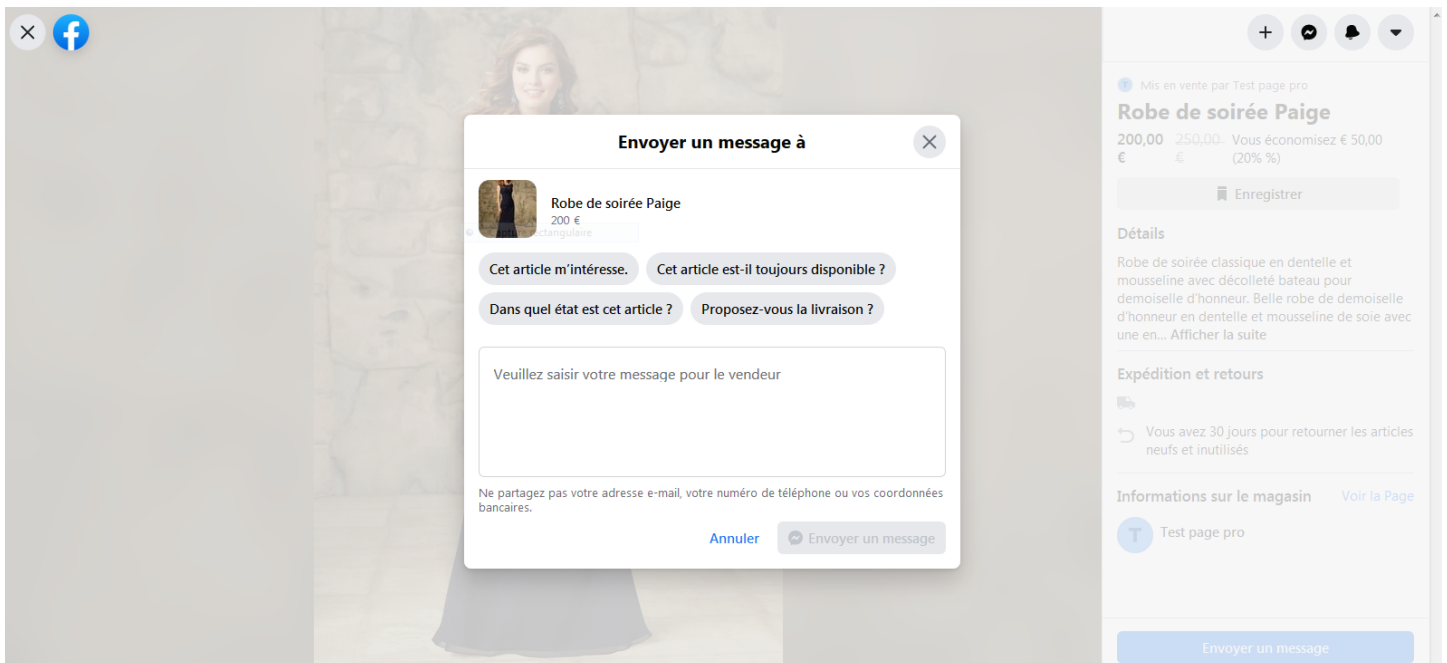 Envoyer un message à
Robe de soirée Paige
200 €
Capture rectangulaire
Cet article m'intéresse.
Cet article est-il toujours disponible ?
Dans quel état est cet article ?
Proposez-vous la livraison ?
Veuillez saisir votre message pour le vendeur
Ne partagez pas votre adresse e-mail, votre numéro de téléphone ou vos coordonnées
bancaires.
Annuler
Envoyer un message
T Mis en vente par Test page pro
Robe de soirée Paige
200,00 250,00 Vous économisez € 50,00
€ € (20% %)
Enregistrer
Détails
Robe de soirée classique en dentelle et
mousseline avec décolleté bateau pour
demoiselle d'honneur. Belle robe de demoiselle
d'honneur en dentelle et mousseline de soie avec
une en... Afficher la suite
Expédition et retours
Vous avez 30 jours pour retourner les articles
neufs et inutilisés
Informations sur le magasin Voir la Page
T Test page pro
Envoyer un message